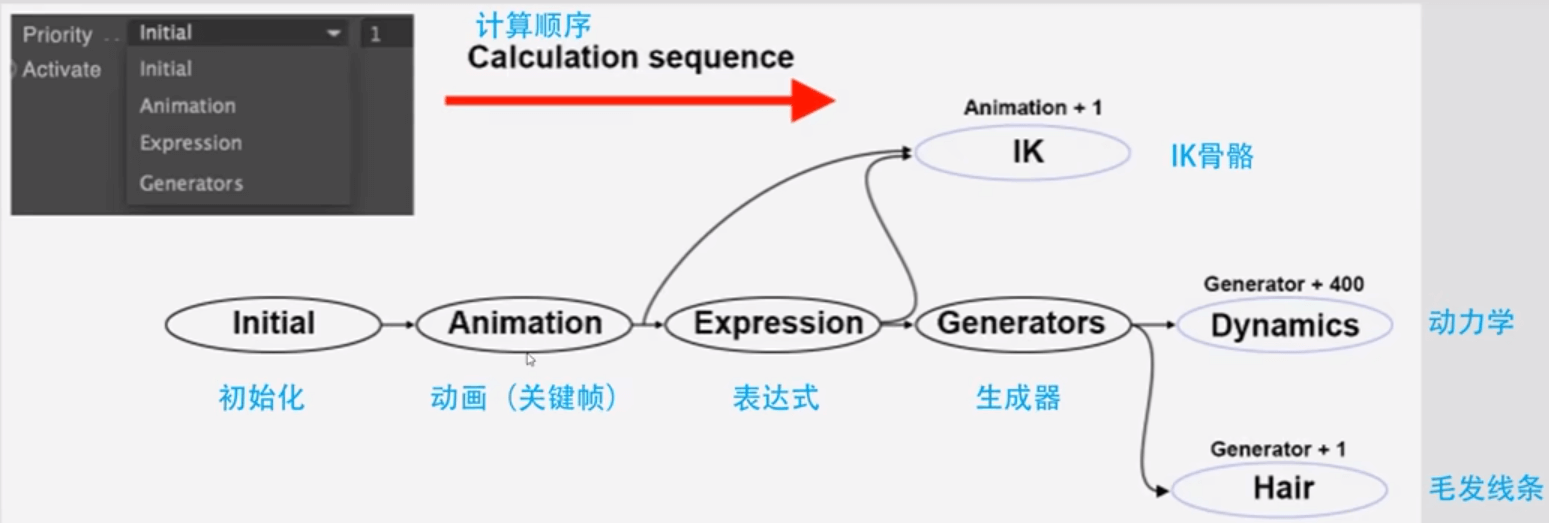 Priority .. Initial 1
Activate
Initial
Animation
Expression
Generators
计算顺序
Calculation sequence
Animation + 1
IK
IK骨骼
Initial
Animation
Expression
Generators
Generator + 400
Dynamics
动力学
初始化
动画（关键帧）
表达式
生成器
Generator + 1
Hair
毛发线条